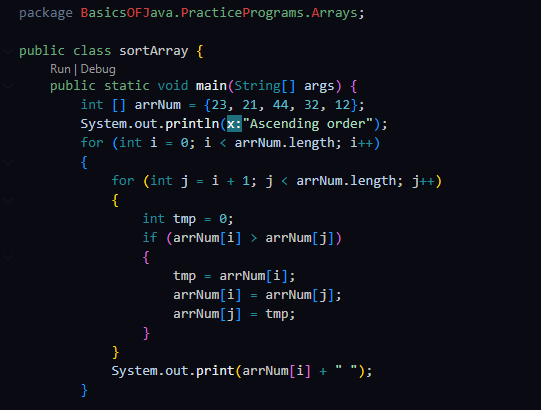 package BasicsOFJava.PracticePrograms.Arrays;
public class sortArray {
Run | Debug
public static void main(String[] args) {
int [] arrNum = {23, 21, 44, 32, 12};
System.out.println(x:"Ascending order");
for (int i = 0; i < arrNum.length; i++)
{
for (int j = i + 1; j < arrNum.length; j++)
{
int tmp = 0;
if (arrNum[i] > arrNum[j])
{
tmp = arrNum[i];
arrNum[i] = arrNum[j];
arrNum[j] = tmp;
}
}
System.out.print(arrNum[i] + " ");
}